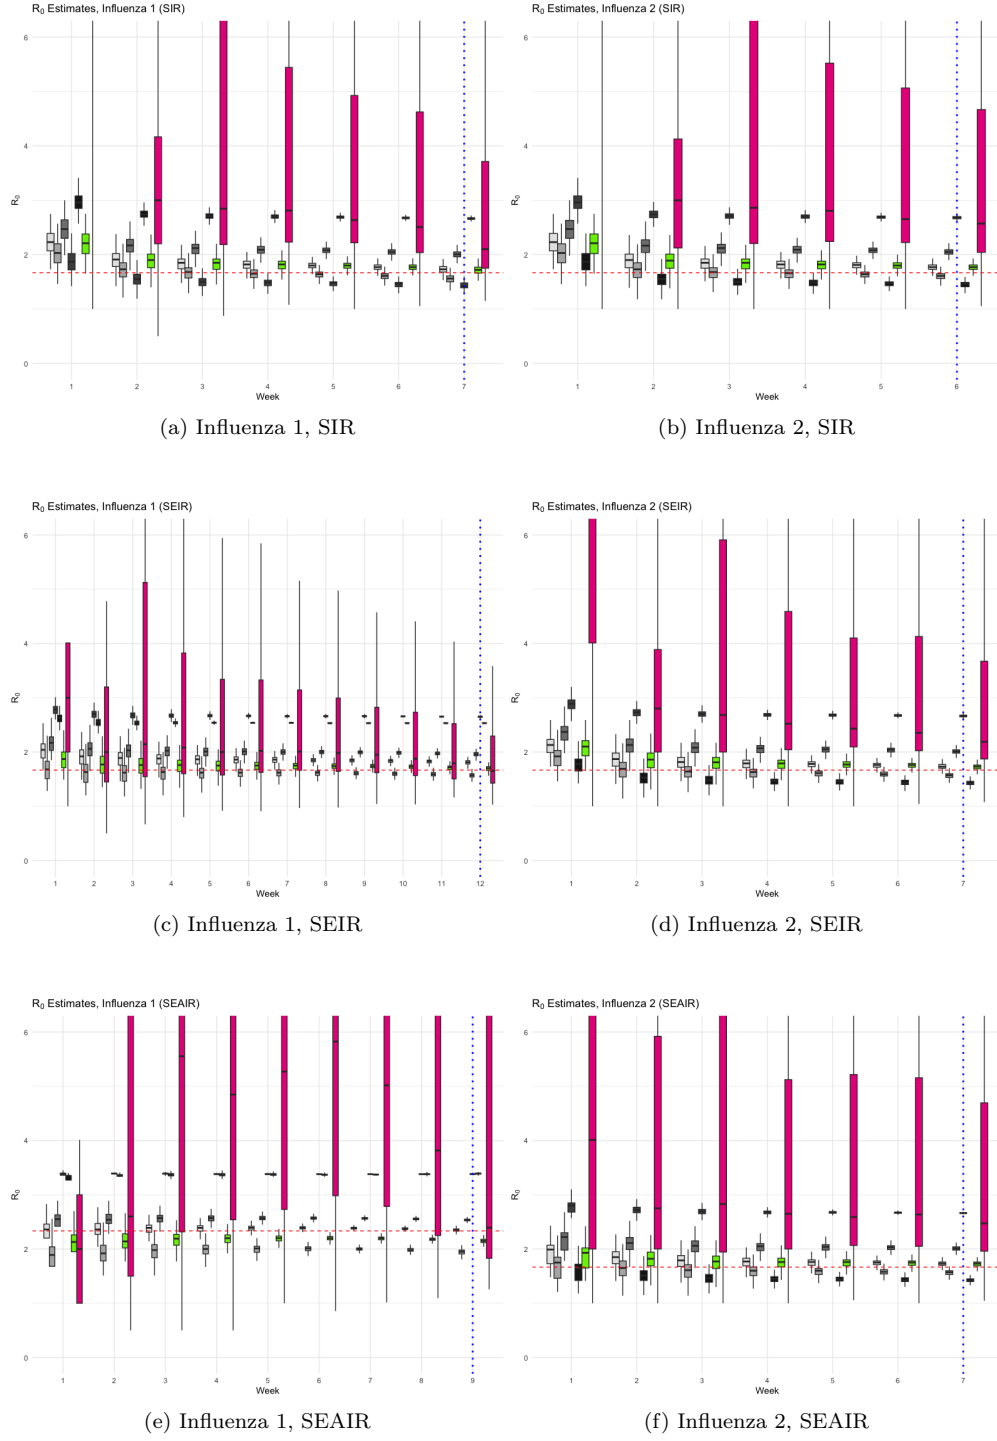 R₀ Estimates, Influenza 1 (SIR)
6
4
2
0
R₀
1 2 3 4 5 6 7
Week
(a) Influenza 1, SIR
R₀ Estimates, Influenza 2 (SIR)
6
4
2
0
R₀
1 2 3 4 5 6
Week
(b) Influenza 2, SIR
R₀ Estimates, Influenza 1 (SEIR)
6
4
2
0
R₀
1 2 3 4 5 6 7 8 9 10 11 12
Week
(c) Influenza 1, SEIR
R₀ Estimates, Influenza 2 (SEIR)
6
4
2
0
R₀
1 2 3 4 5 6 7
Week
(d) Influenza 2, SEIR
R₀ Estimates, Influenza 1 (SEAIR)
6
4
2
0
R₀
1 2 3 4 5 6 7 8 9
Week
(e) Influenza 1, SEAIR
R₀ Estimates, Influenza 2 (SEAIR)
6
4
2
0
R₀
1 2 3 4 5 6 7
Week
(f) Influenza 2, SEAIR